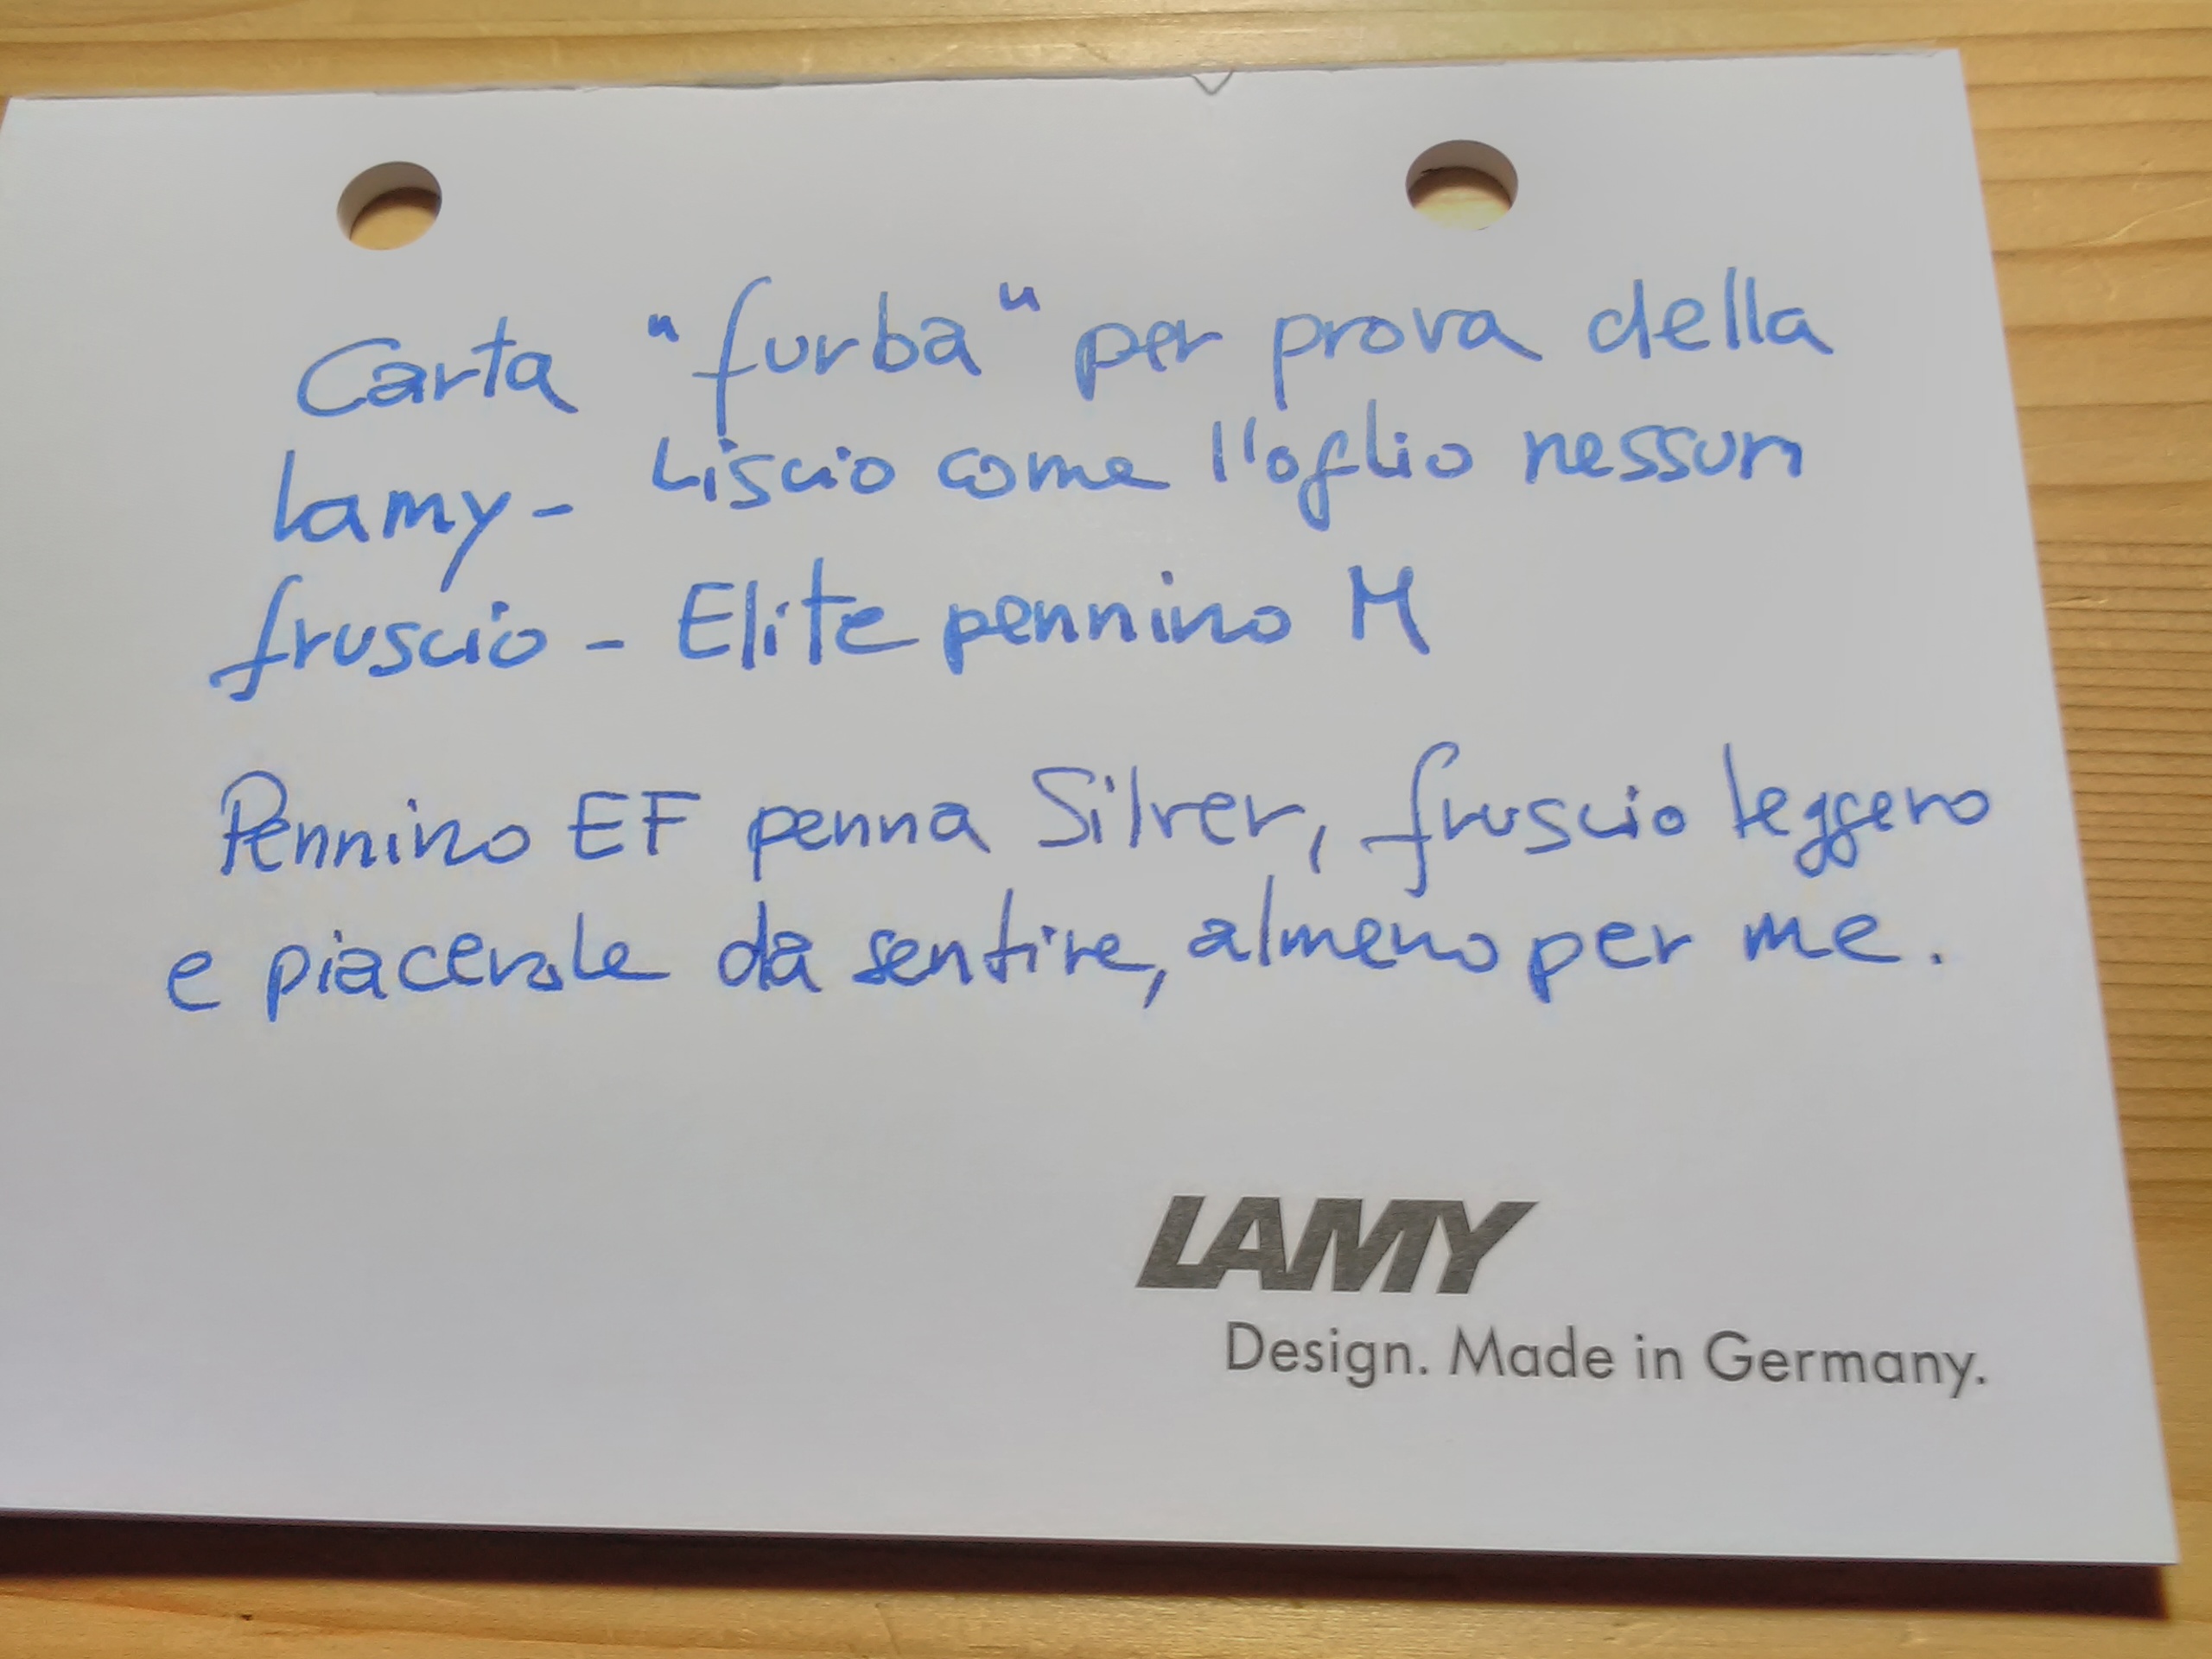 Carta "furba" per prova della
lamy - Liscio come l'oglio nessun
fruscio - Elite pennino M
Pennino EF penna Silver, fruscio leggero
e piacevole da sentire, almeno per me.
LAMY
Design. Made in Germany.